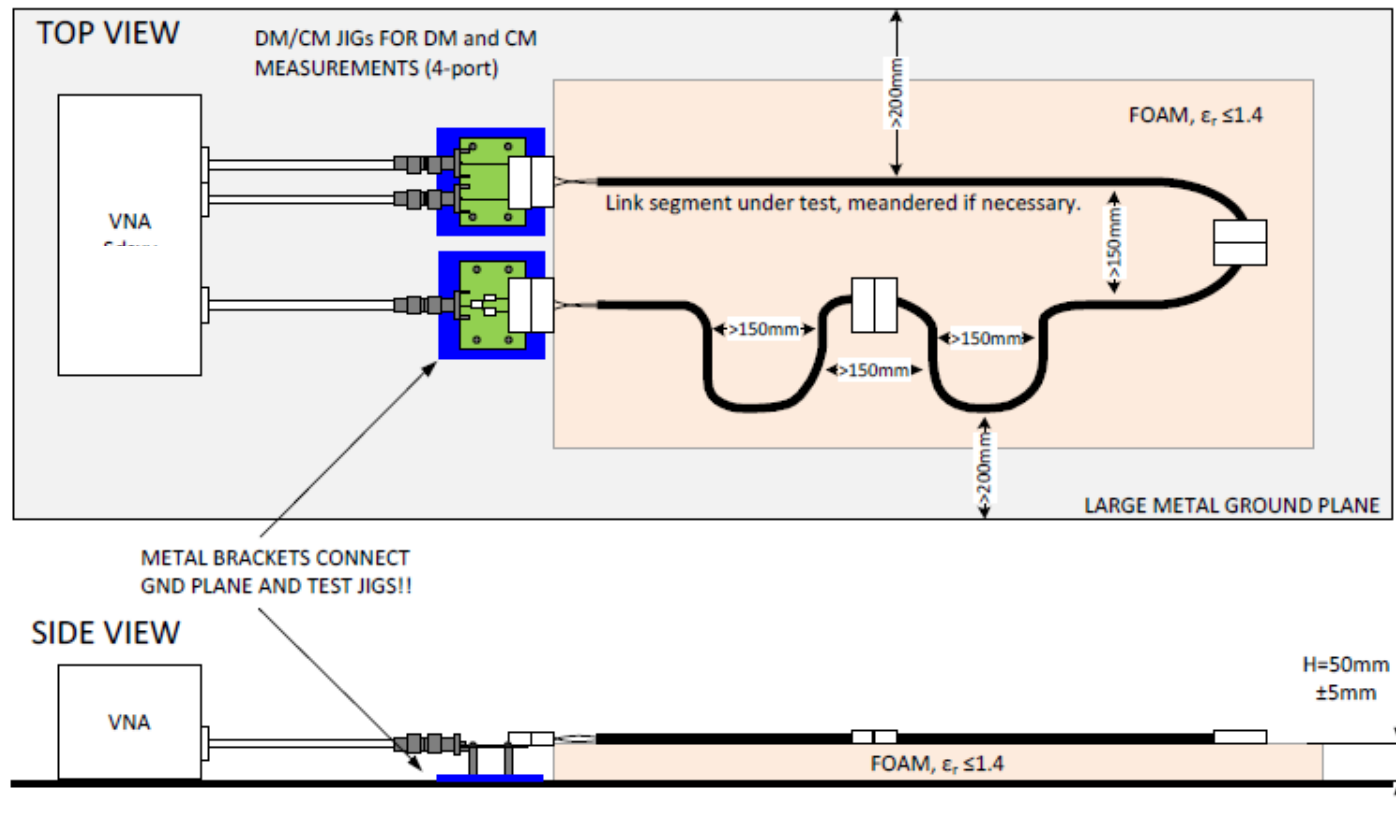 TOP VIEW
DM/CM JIGs FOR DM and CM
MEASUREMENTS (4-port)
>200mm
FOAM, εr ≤1.4
VNA
Link segment under test, meandered if necessary.
>150mm
>150mm
>150mm
>150mm
>200mm
LARGE METAL GROUND PLANE
METAL BRACKETS CONNECT
GND PLANE AND TEST JIGS!!
SIDE VIEW
H=50mm
±5mm
VNA
FOAM, εr ≤1.4